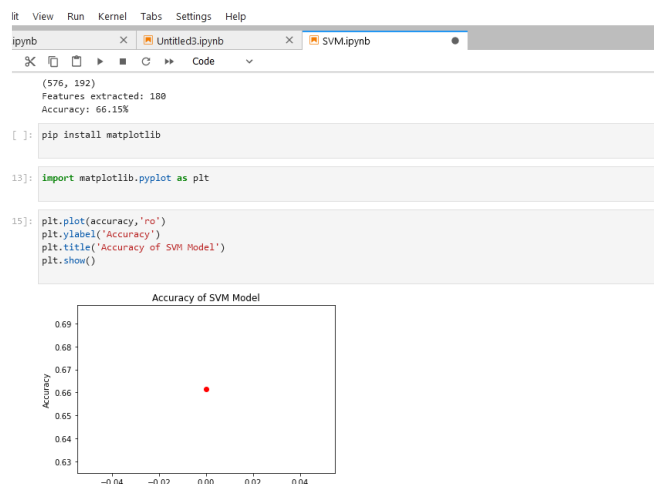 lit View Run Kernel Tabs Settings Help
ipynb × Untitled3.ipynb × SVM.ipynb
Code
(576, 192)
Features extracted: 180
Accuracy: 66.15%
[ ]: pip install matplotlib
13]: import matplotlib.pyplot as plt
15]: plt.plot(accuracy,'ro')
plt.ylabel('Accuracy')
plt.title('Accuracy of SVM Model')
plt.show()
Accuracy of SVM Model
0.69
0.68
0.67
0.66
0.65
0.64
0.63
Accuracy
−0.04 −0.02 0.00 0.02 0.04